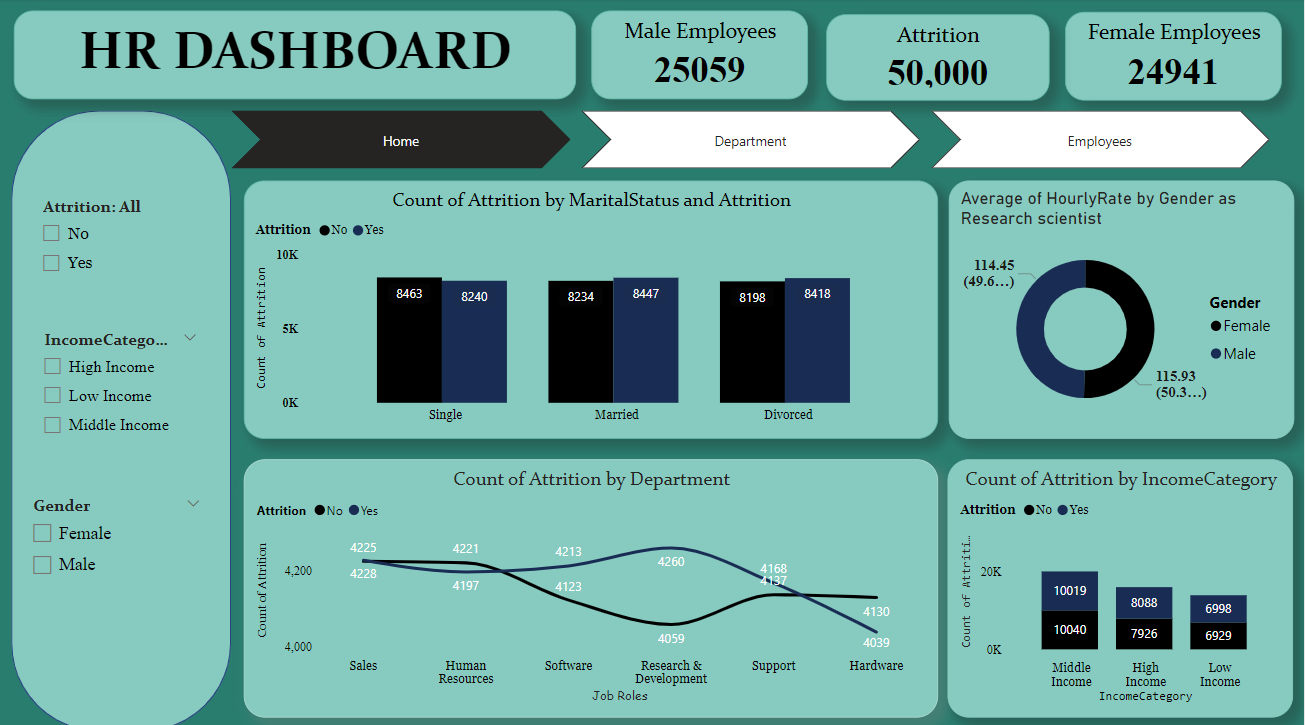 HR DASHBOARD
Male Employees
25059
Attrition
50,000
Female Employees
24941
Home
Department
Employees
Attrition: All
No
Yes
IncomeCatego...
High Income
Low Income
Middle Income
Gender
Female
Male
Count of Attrition by MaritalStatus and Attrition
Attrition No Yes
Count of Attrition
10K
5K
0K
8463
8240
8234
8447
8198
8418
Single
Married
Divorced
Average of HourlyRate by Gender as
Research scientist
114.45
(49.6...)
115.93
(50.3...)
Gender
Female
Male
Count of Attrition by Department
Attrition No Yes
Count of Attrition
4,200
4,000
4225
4228
4221
4197
4213
4123
4260
4059
4168
4137
4130
4039
Sales
Human
Resources
Software
Research &
Development
Support
Hardware
Job Roles
Count of Attrition by IncomeCategory
Attrition No Yes
Count of Attriti...
20K
0K
10019
10040
8088
7926
6998
6929
Middle
Income
High
Income
Low
Income
IncomeCategory